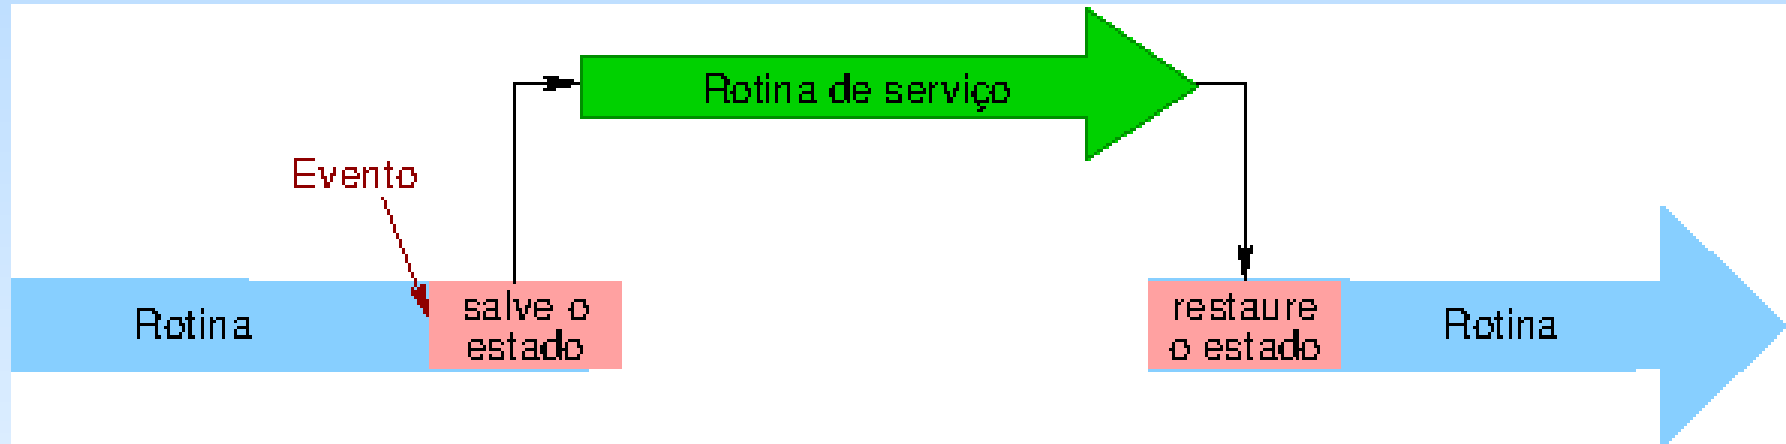 Rotina de serviço
Evento
Rotina
salve o
estado
restaure
o estado
Rotina